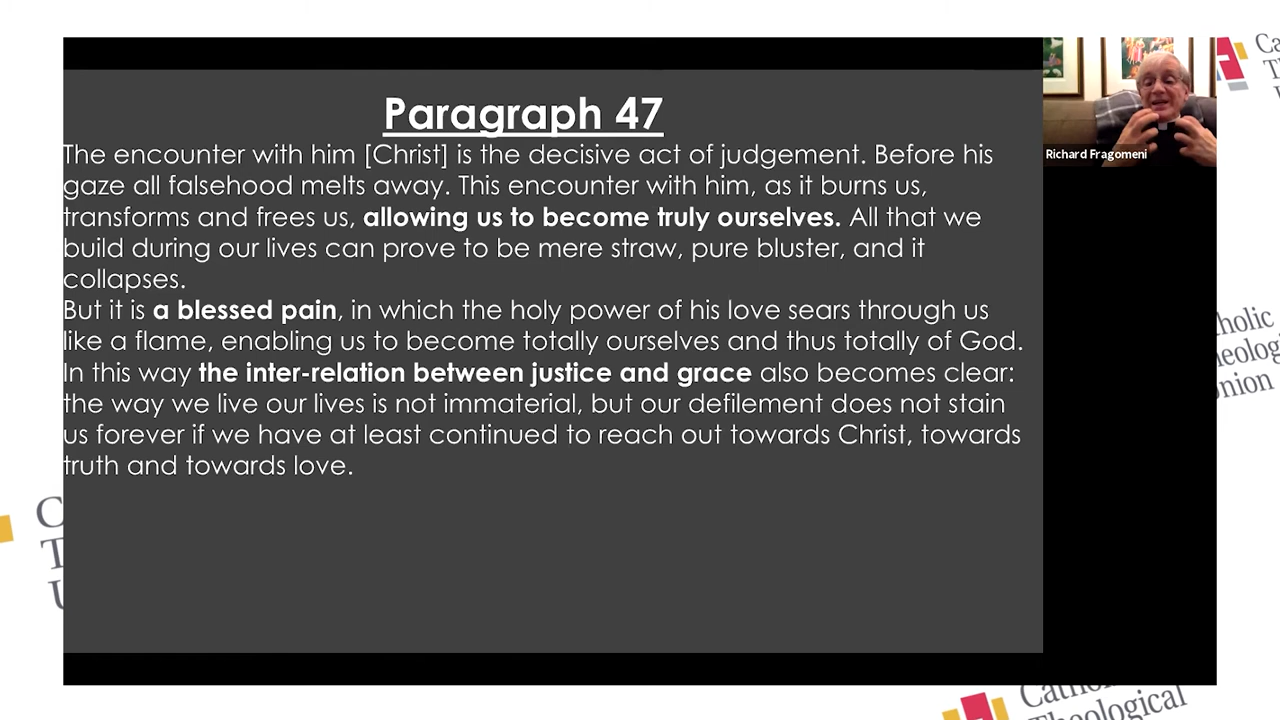 Paragraph 47
The encounter with him [Christ] is the decisive act of judgement. Before his
gaze all falsehood melts away. This encounter with him, as it burns us,
transforms and frees us, allowing us to become truly ourselves. All that we
build during our lives can prove to be mere straw, pure bluster, and it
collapses.
But it is a blessed pain, in which the holy power of his love sears through us
like a flame, enabling us to become totally ourselves and thus totally of God.
In this way the inter-relation between justice and grace also becomes clear:
the way we live our lives is not immaterial, but our defilement does not stain
us forever if we have at least continued to reach out towards Christ, towards
truth and towards love.
Richard Fragomeni
Ca
Th
U
holic
heologi
nion
C
T
U
Catho
Theological